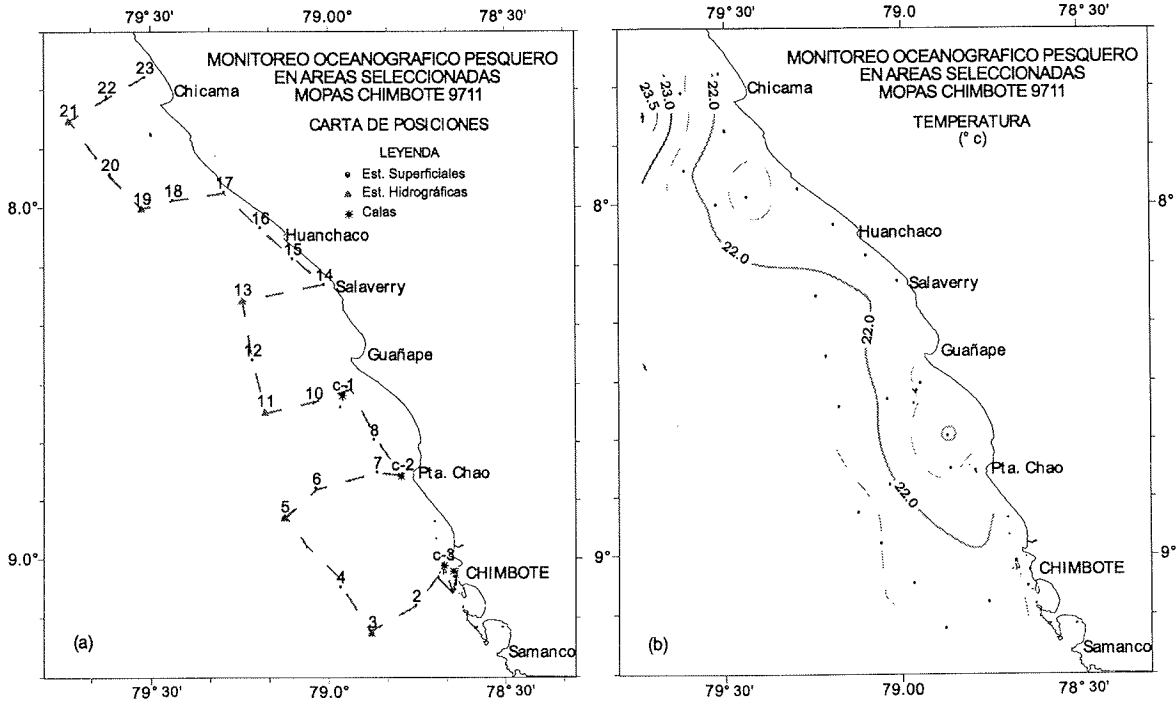 79° 30'
79.00
78° 30'
MONITOREO OCEANOGRAFICO PESQUERO
EN AREAS SELECCIONADAS
MOPAS CHIMBOTE 9711
CARTA DE POSICIONES
LEYENDA
Est. Superficiales
Est. Hidrográficas
Calas
23
22
Chicama
21
20
19
18
17
8.0°
16
Huanchaco
15
14
Salaverry
13
12
Guañape
c-1
11
10
8
7
c-2
Pta. Chao
6
5
9.0°
c-3
CHIMBOTE
4
2
3
(a)
Samanco
79° 30'
79.0°
78° 30'
79° 30'
79.00
78° 30'
MONITOREO OCEANOGRAFICO PESQUERO
EN AREAS SELECCIONADAS
MOPAS CHIMBOTE 9711
TEMPERATURA
(° c)
23.5
23.0
22.0
Chicama
8°
8°
Huanchaco
22.0
Salaverry
22.0
Guañape
Pta. Chao
22.0
9°
9°
CHIMBOTE
(b)
Samanco
79° 30'
79.00
78° 30'